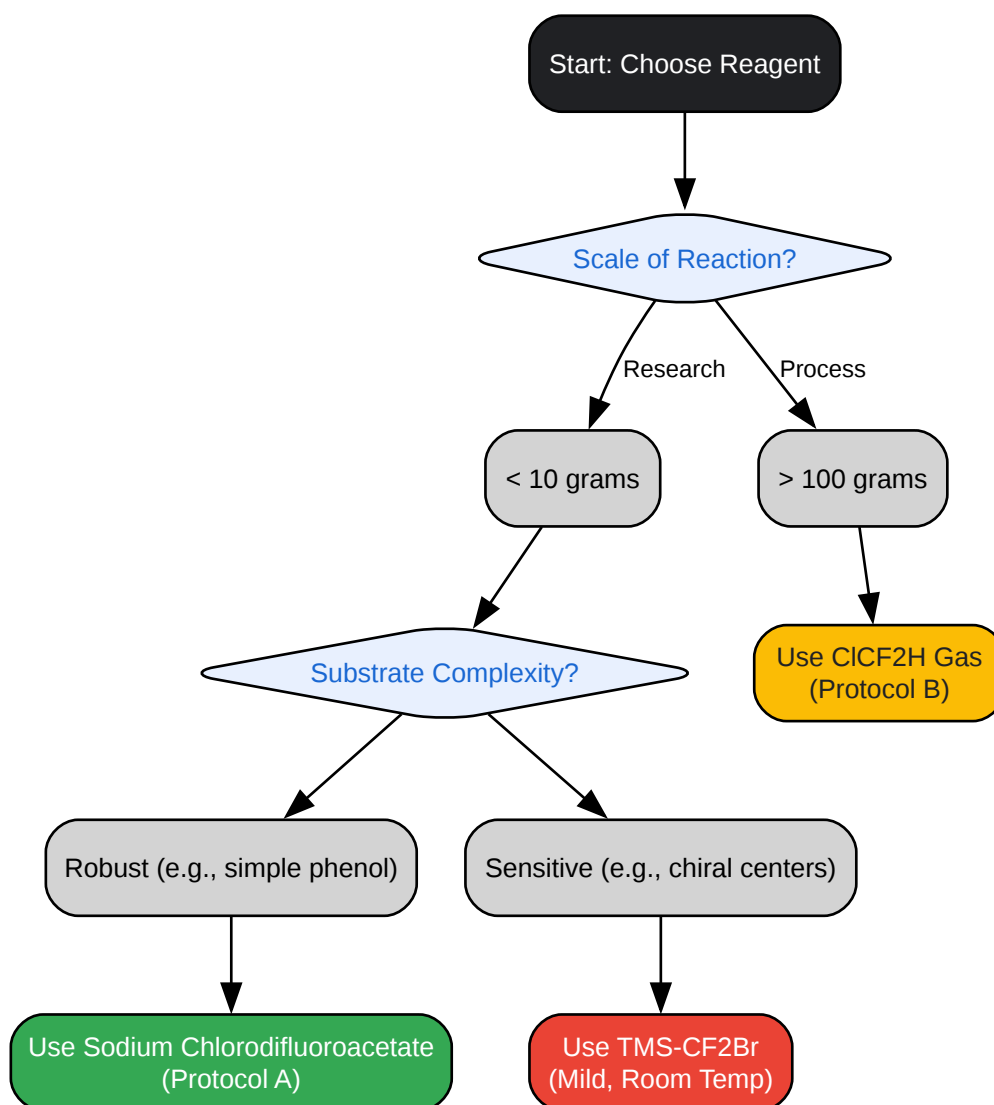 Start: Choose Reagent
Scale of Reaction?
Research
Process
< 10 grams
> 100 grams
Use ClCF2H Gas
(Protocol B)
Substrate Complexity?
Robust (e.g., simple phenol)
Sensitive (e.g., chiral centers)
Use Sodium Chlorodifluoroacetate
(Protocol A)
Use TMS-CF2Br
(Mild, Room Temp)